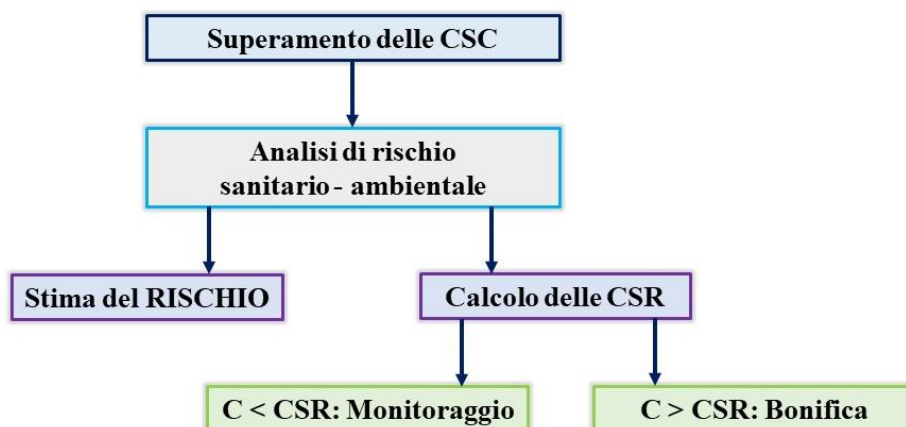 Superamento delle CSC
Analisi di rischio
sanitario - ambientale
Stima del RISCHIO
Calcolo delle CSR
C < CSR: Monitoraggio
C > CSR: Bonifica